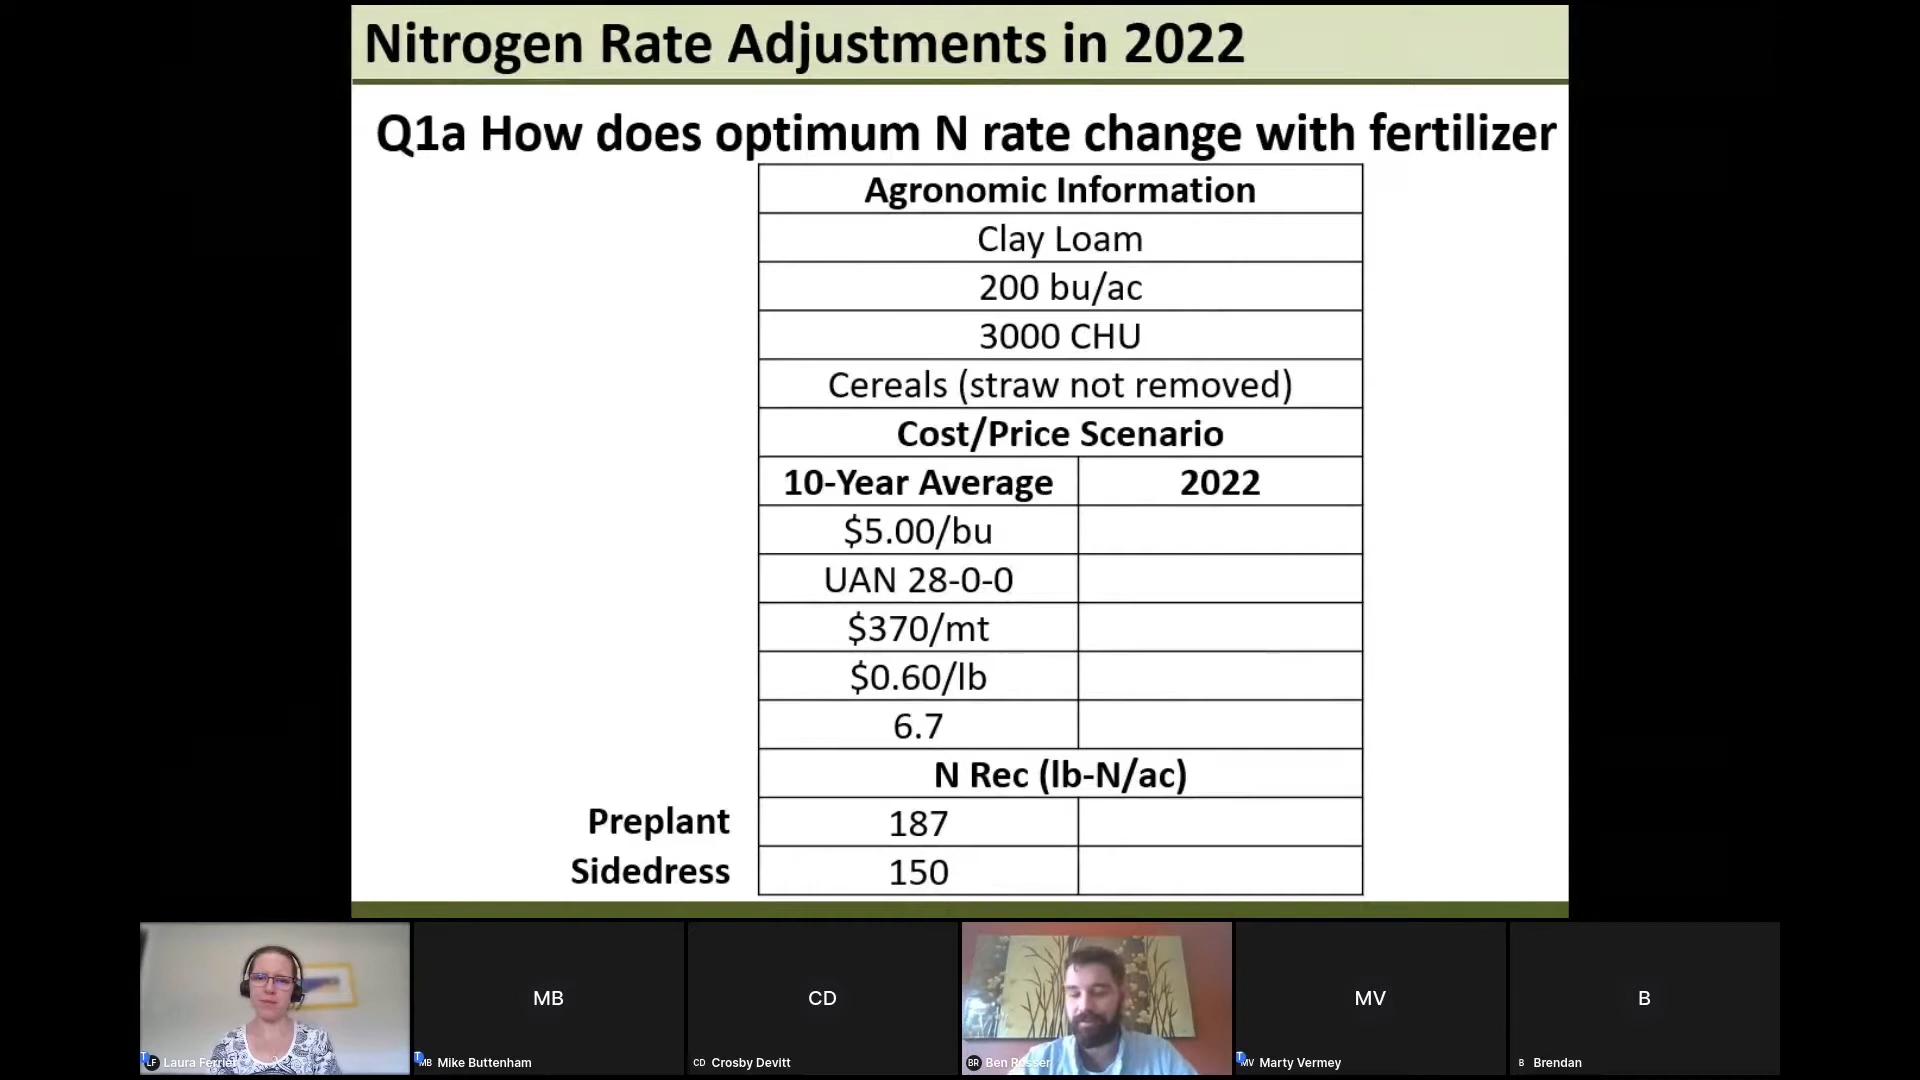 Nitrogen Rate Adjustments in 2022
Q1a How does optimum N rate change with fertilizer
Agronomic Information
Clay Loam
200 bu/ac
3000 CHU
Cereals (straw not removed)
Cost/Price Scenario
10-Year Average 2022
$5.00/bu
UAN 28-0-0
$370/mt
$0.60/lb
6.7
N Rec (lb-N/ac)
Preplant 187
Sidedress 150
MB CD MV B
LF Laura Ferrier MB Mike Buttenham CD Crosby Devitt BR Ben Rosser MV Marty Vermey B Brendan